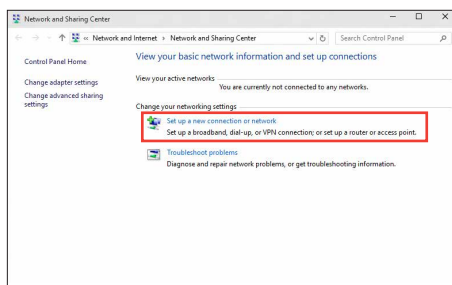 Network and Sharing Center
« Network and Internet › Network and Sharing Center
Search Control Panel
Control Panel Home
Change adapter settings
Change advanced sharing
settings
View your basic network information and set up connections
View your active networks
You are currently not connected to any networks.
Change your networking settings
Set up a new connection or network
Set up a broadband, dial-up, or VPN connection; or set up a router or access point.
Troubleshoot problems
Diagnose and repair network problems, or get troubleshooting information.